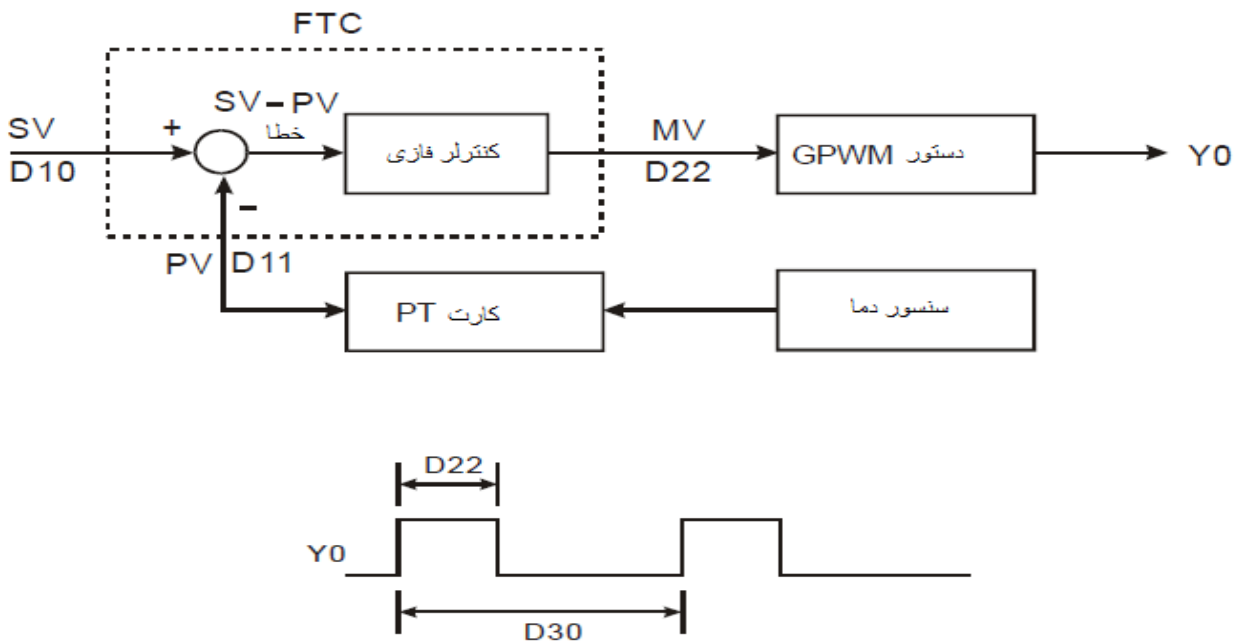 FTC
SV-PV
خطا
SV
+
D10
کنترلر فازی
MV
D22
دستور GPWM
Y0
-
PV D11
کارت PT
سنسور دما
D22
Y0
D30